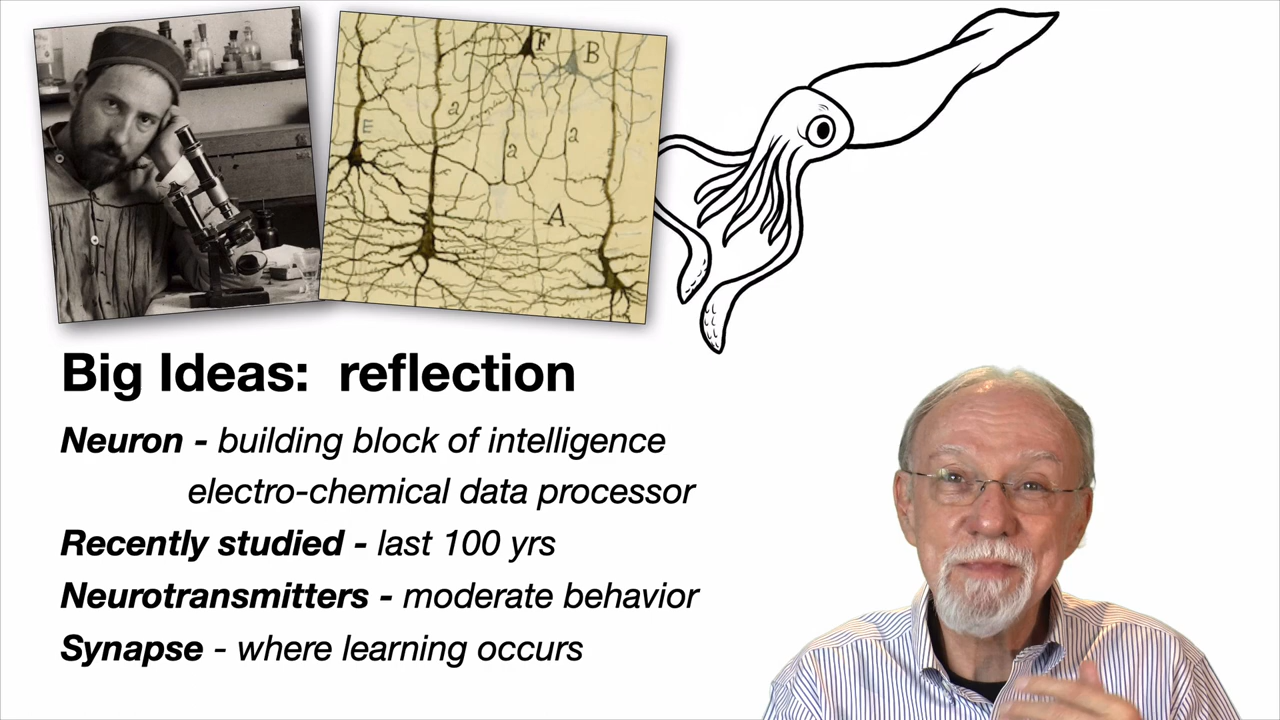 F
B
a
E
a
a
A
Big Ideas: reflection
Neuron - building block of intelligence
electro-chemical data processor
Recently studied - last 100 yrs
Neurotransmitters - moderate behavior
Synapse - where learning occurs